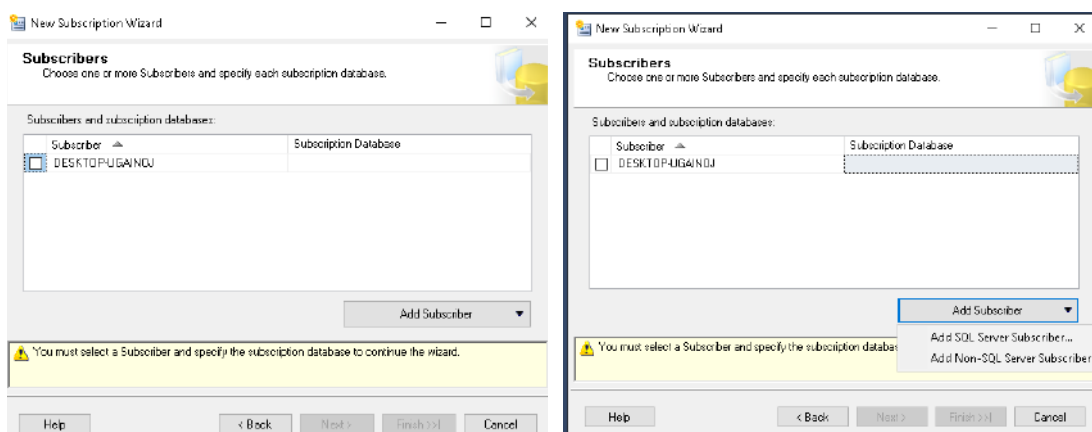 New Subscription Wizard
Subscribers
Choose one or more Subscribers and specify each subscription database.
Subscribers and subscription databases:
Subscriber Subscription Database
DESKTOP-UGAINOJ
Add Subscriber
You must select a Subscriber and specify the subscription database to continue the wizard.
Help < Back Next > Finish >>| Cancel
New Subscription Wizard
Subscribers
Choose one or more Subscribers and specify each subscription database.
Subscribers and subscription databases:
Subscriber Subscription Database
DESKTOP-UGAINOJ
Add Subscriber
Add SQL Server Subscriber...
You must select a Subscriber and specify the subscription databas
Add Non-SQL Server Subscriber
Help < Back Next > Finish >>| Cancel